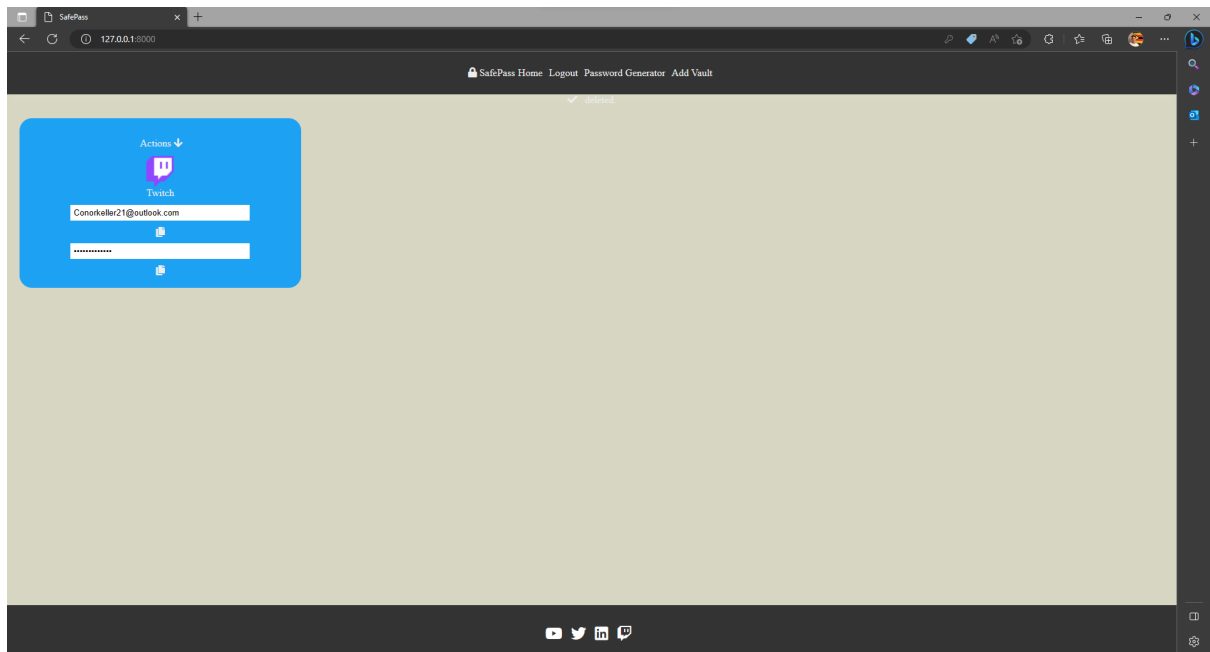 SafePass
127.0.0.1:8000
SafePass Home Logout Password Generator Add Vault
deleted.
Actions
Twitch
Conorkeller21@outlook.com
•••••••••••••